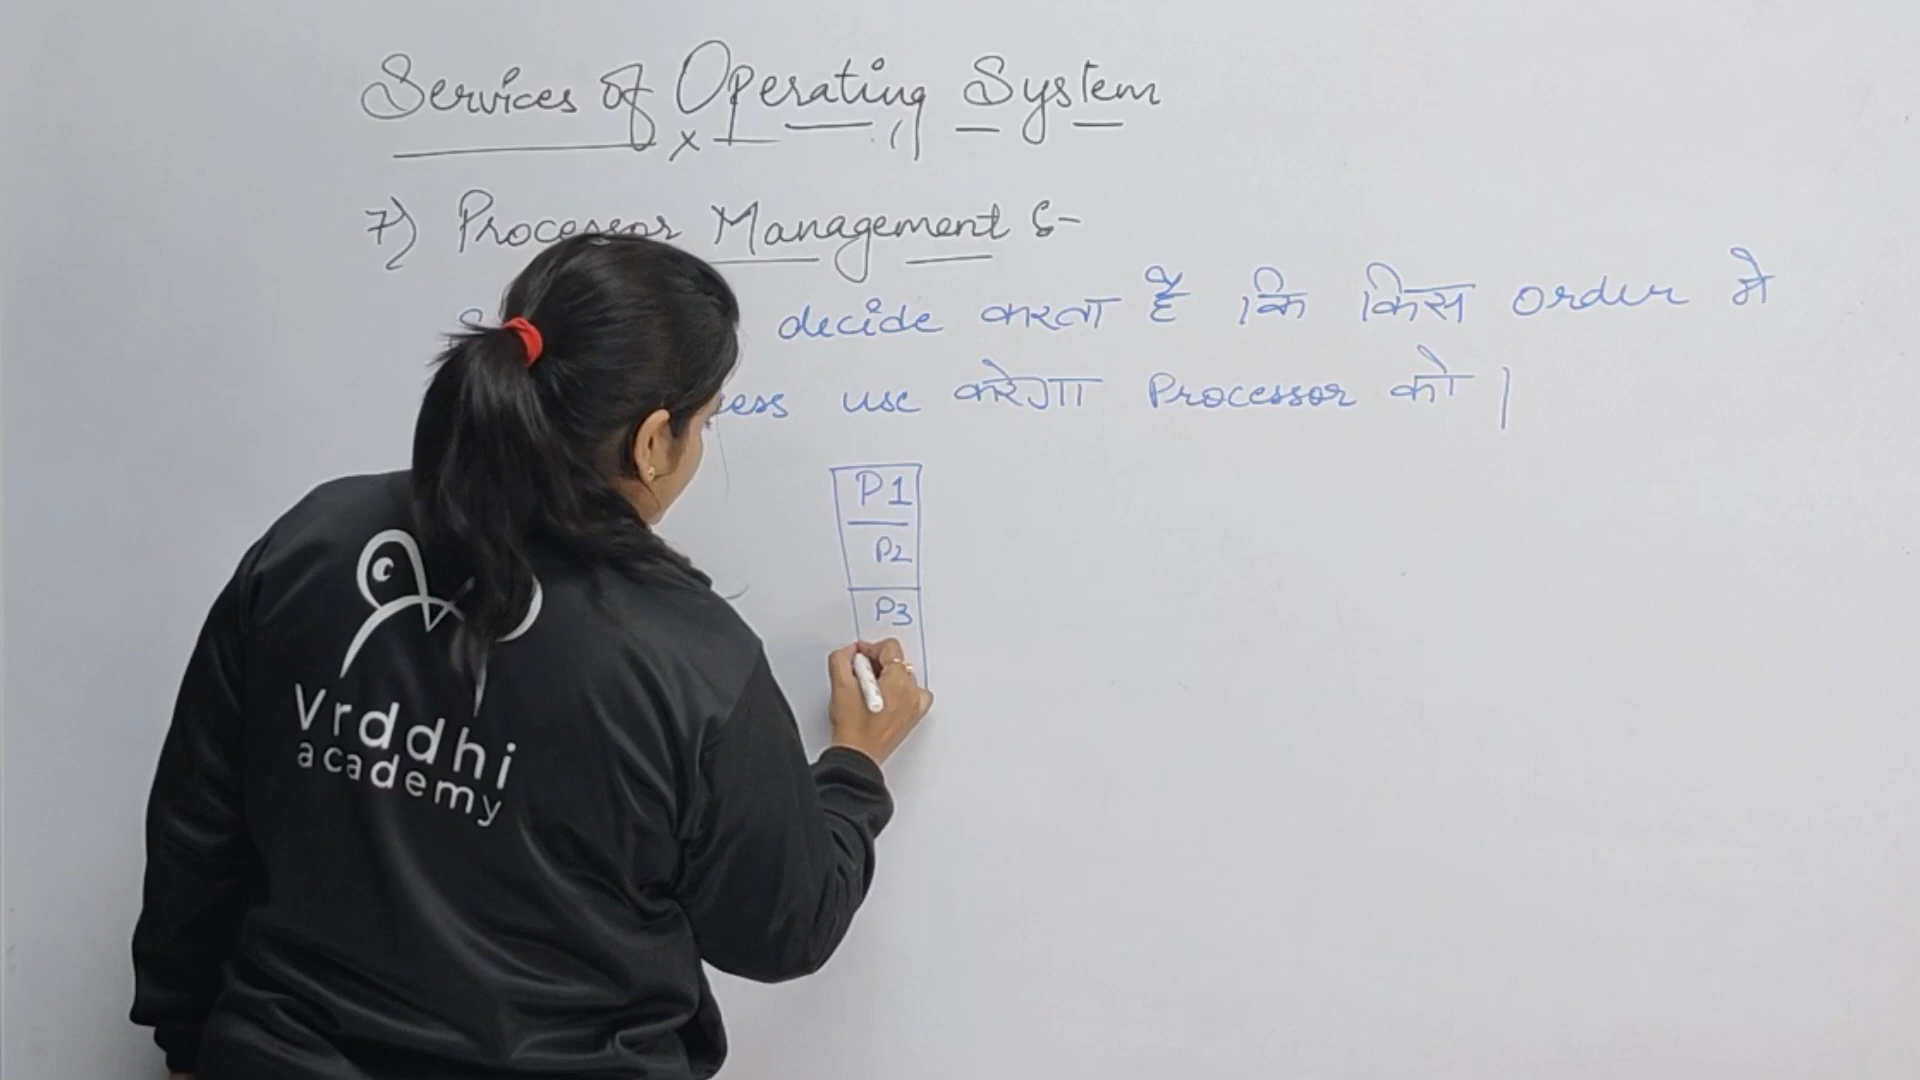 Services of Operating System
7) Processor Management :-
decide करता है कि किस order मे
use करेगा Processor को |
P1
P2
P3
Vrddhi
academy